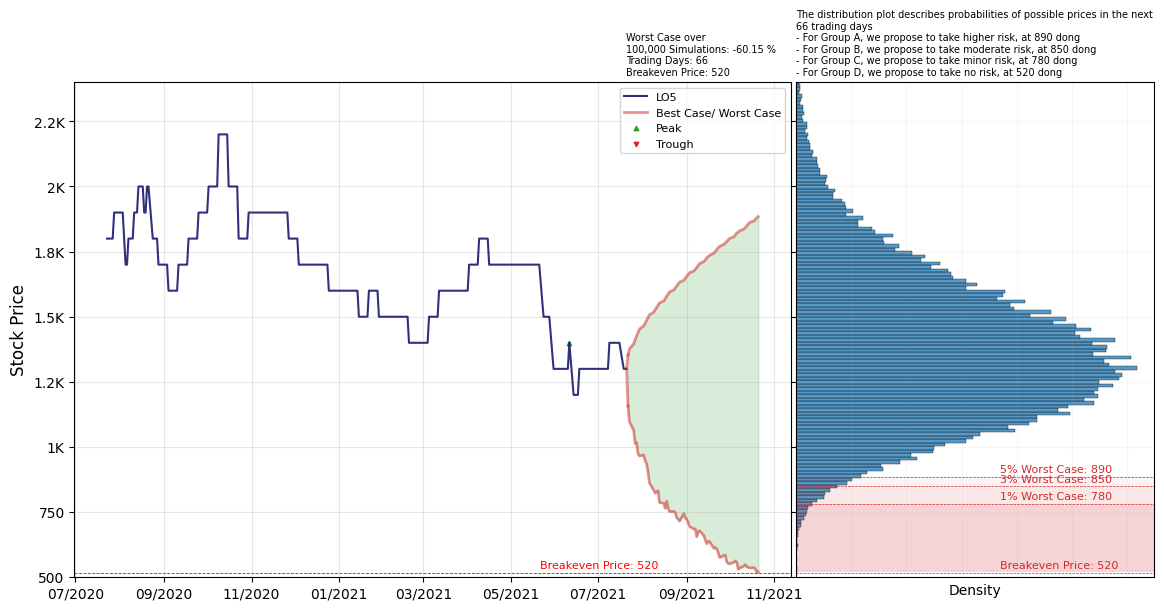 Worst Case over
100,000 Simulations: -60.15 %
Trading Days: 66
Breakeven Price: 520
The distribution plot describes probabilities of possible prices in the next
66 trading days
- For Group A, we propose to take higher risk, at 890 dong
- For Group B, we propose to take moderate risk, at 850 dong
- For Group C, we propose to take minor risk, at 780 dong
- For Group D, we propose to take no risk, at 520 dong
LO5
Best Case/ Worst Case
Peak
Trough
Stock Price
2.2K
2K
1.8K
1.5K
1.2K
1K
750
500
Breakeven Price: 520
07/2020 09/2020 11/2020 01/2021 03/2021 05/2021 07/2021 09/2021 11/2021
5% Worst Case: 890
3% Worst Case: 850
1% Worst Case: 780
Breakeven Price: 520
Density